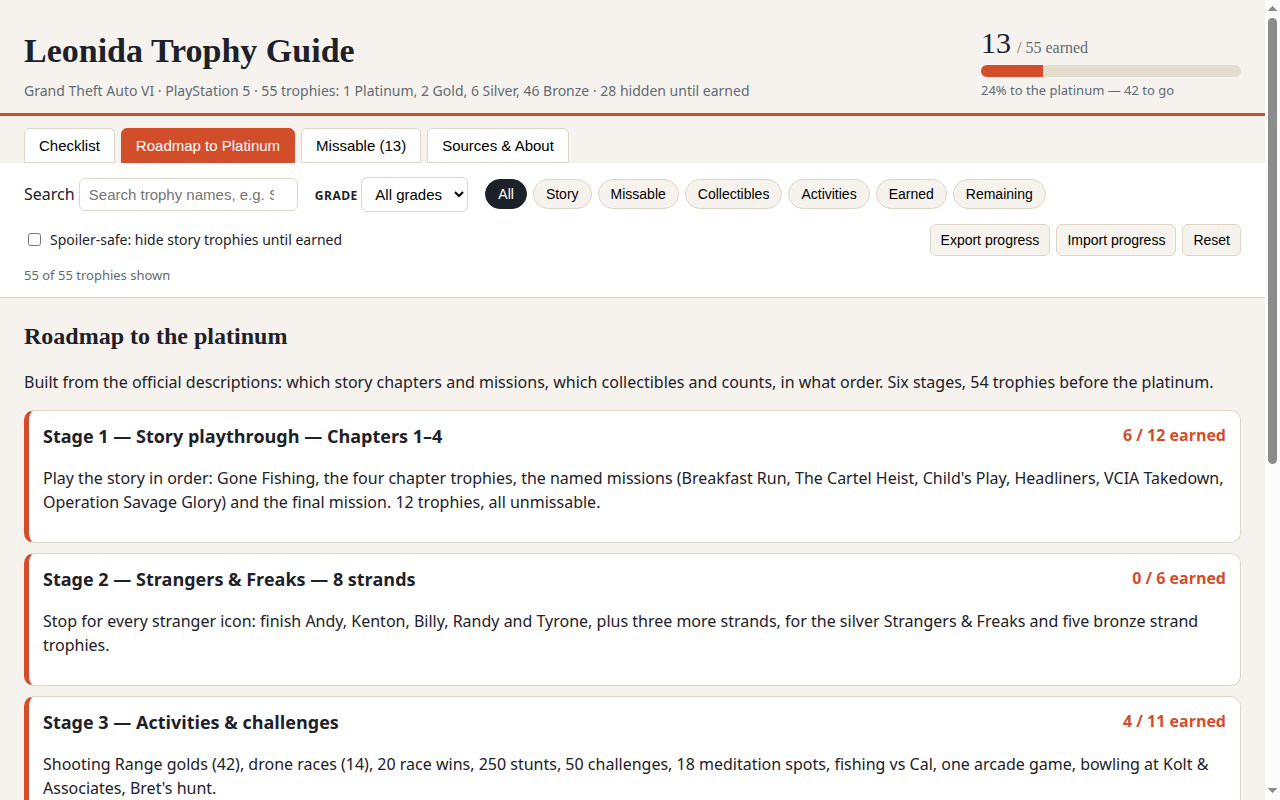 Leonida Trophy Guide
13 / 55 earned
Grand Theft Auto VI · PlayStation 5 · 55 trophies: 1 Platinum, 2 Gold, 6 Silver, 46 Bronze · 28 hidden until earned
24% to the platinum — 42 to go
Checklist
Roadmap to Platinum
Missable (13)
Sources & About
Search
Search trophy names, e.g.
GRADE
All grades
All
Story
Missable
Collectibles
Activities
Earned
Remaining
Spoiler-safe: hide story trophies until earned
Export progress
Import progress
Reset
55 of 55 trophies shown
Roadmap to the platinum
Built from the official descriptions: which story chapters and missions, which collectibles and counts, in what order. Six stages, 54 trophies before the platinum.
Stage 1 — Story playthrough — Chapters 1–4
6 / 12 earned
Play the story in order: Gone Fishing, the four chapter trophies, the named missions (Breakfast Run, The Cartel Heist, Child's Play, Headliners, VCIA Takedown,
Operation Savage Glory) and the final mission. 12 trophies, all unmissable.
Stage 2 — Strangers & Freaks — 8 strands
0 / 6 earned
Stop for every stranger icon: finish Andy, Kenton, Billy, Randy and Tyrone, plus three more strands, for the silver Strangers & Freaks and five bronze strand
trophies.
Stage 3 — Activities & challenges
4 / 11 earned
Shooting Range golds (42), drone races (14), 20 race wins, 250 stunts, 50 challenges, 18 meditation spots, fishing vs Cal, one arcade game, bowling at Kolt &
Associates, Bret's hunt.